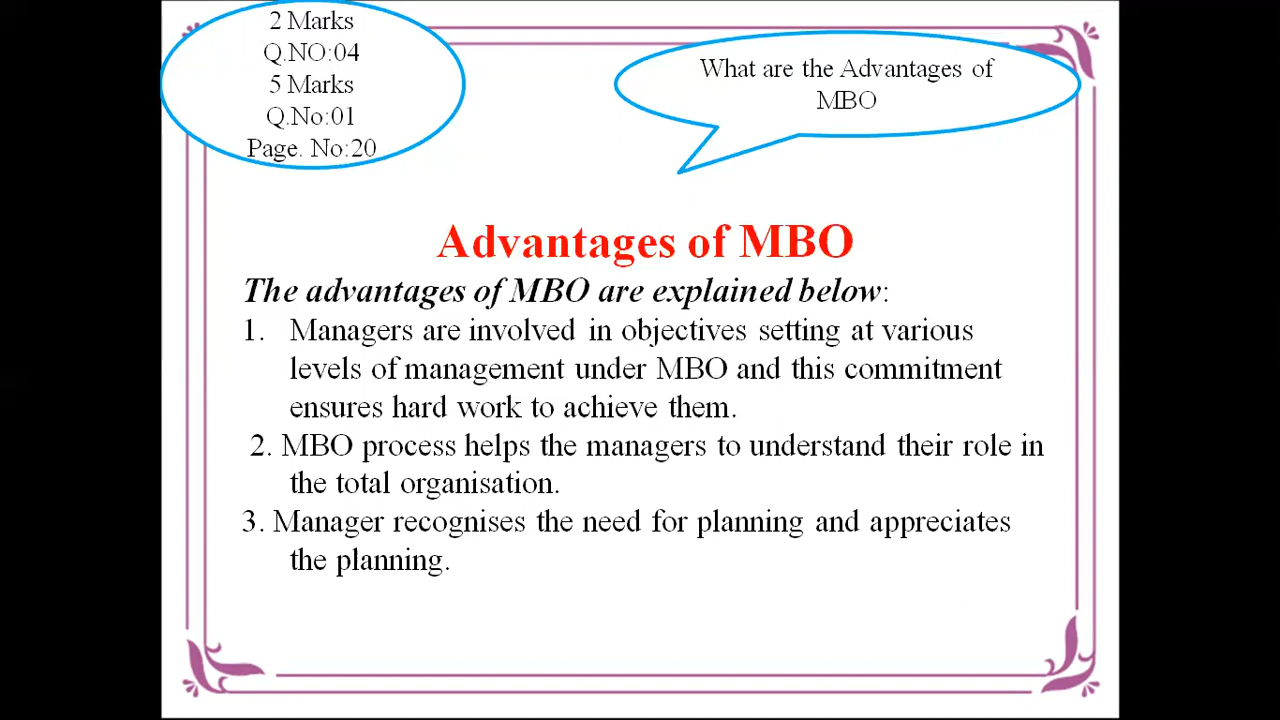 2 Marks
Q.NO:04
5 Marks
Q.No:01
Page. No:20
What are the Advantages of
MBO
Advantages of MBO
The advantages of MBO are explained below:
1. Managers are involved in objectives setting at various
levels of management under MBO and this commitment
ensures hard work to achieve them.
2. MBO process helps the managers to understand their role in
the total organisation.
3. Manager recognises the need for planning and appreciates
the planning.